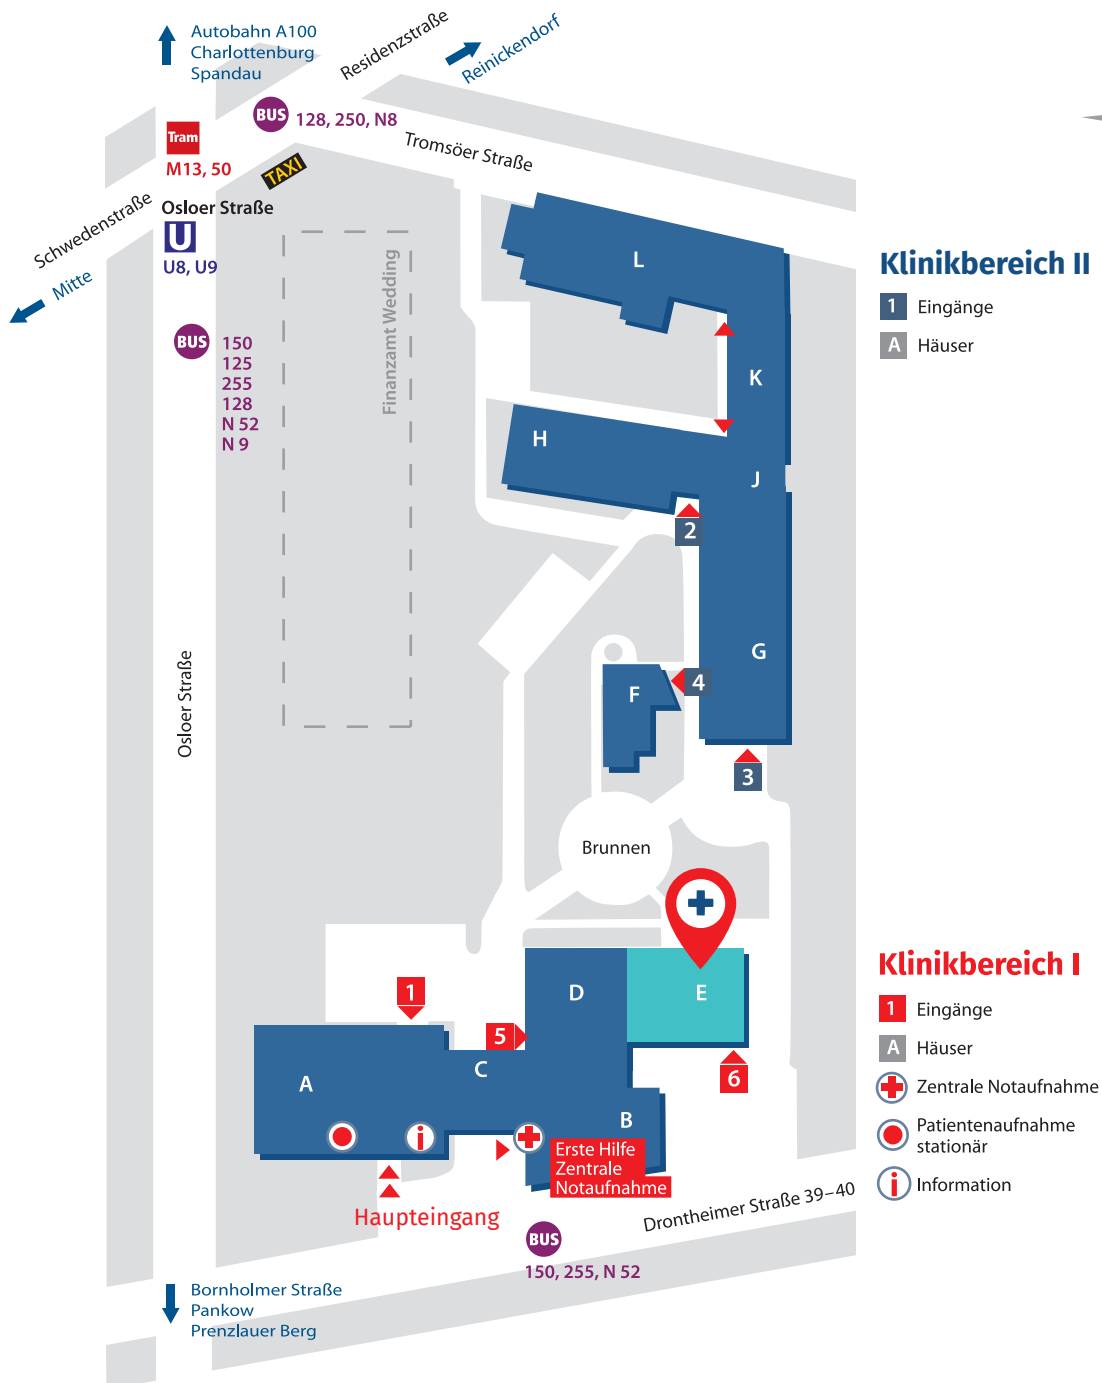 Autobahn A100
Charlottenburg
Spandau
Residenzstraße
Reinickendorf
BUS
128, 250, N8
Tram
M13, 50
TAXI
Tromsöer Straße
Schwedenstraße
Osloer Straße
U
U8, U9
Mitte
BUS
150
125
255
128
N 52
N 9
Finanzamt Wedding
L
K
H
J
2
G
F
4
3
Osloer Straße
Brunnen
Klinikbereich II
1 Eingänge
A Häuser
1
D
E
5
C
6
A
B
i
Erste Hilfe
Zentrale
Notaufnahme
Haupteingang
Drontheimer Straße 39–40
BUS
150, 255, N 52
Bornholmer Straße
Pankow
Prenzlauer Berg
Klinikbereich I
1 Eingänge
A Häuser
Zentrale Notaufnahme
Patientenaufnahme
stationär
i Information